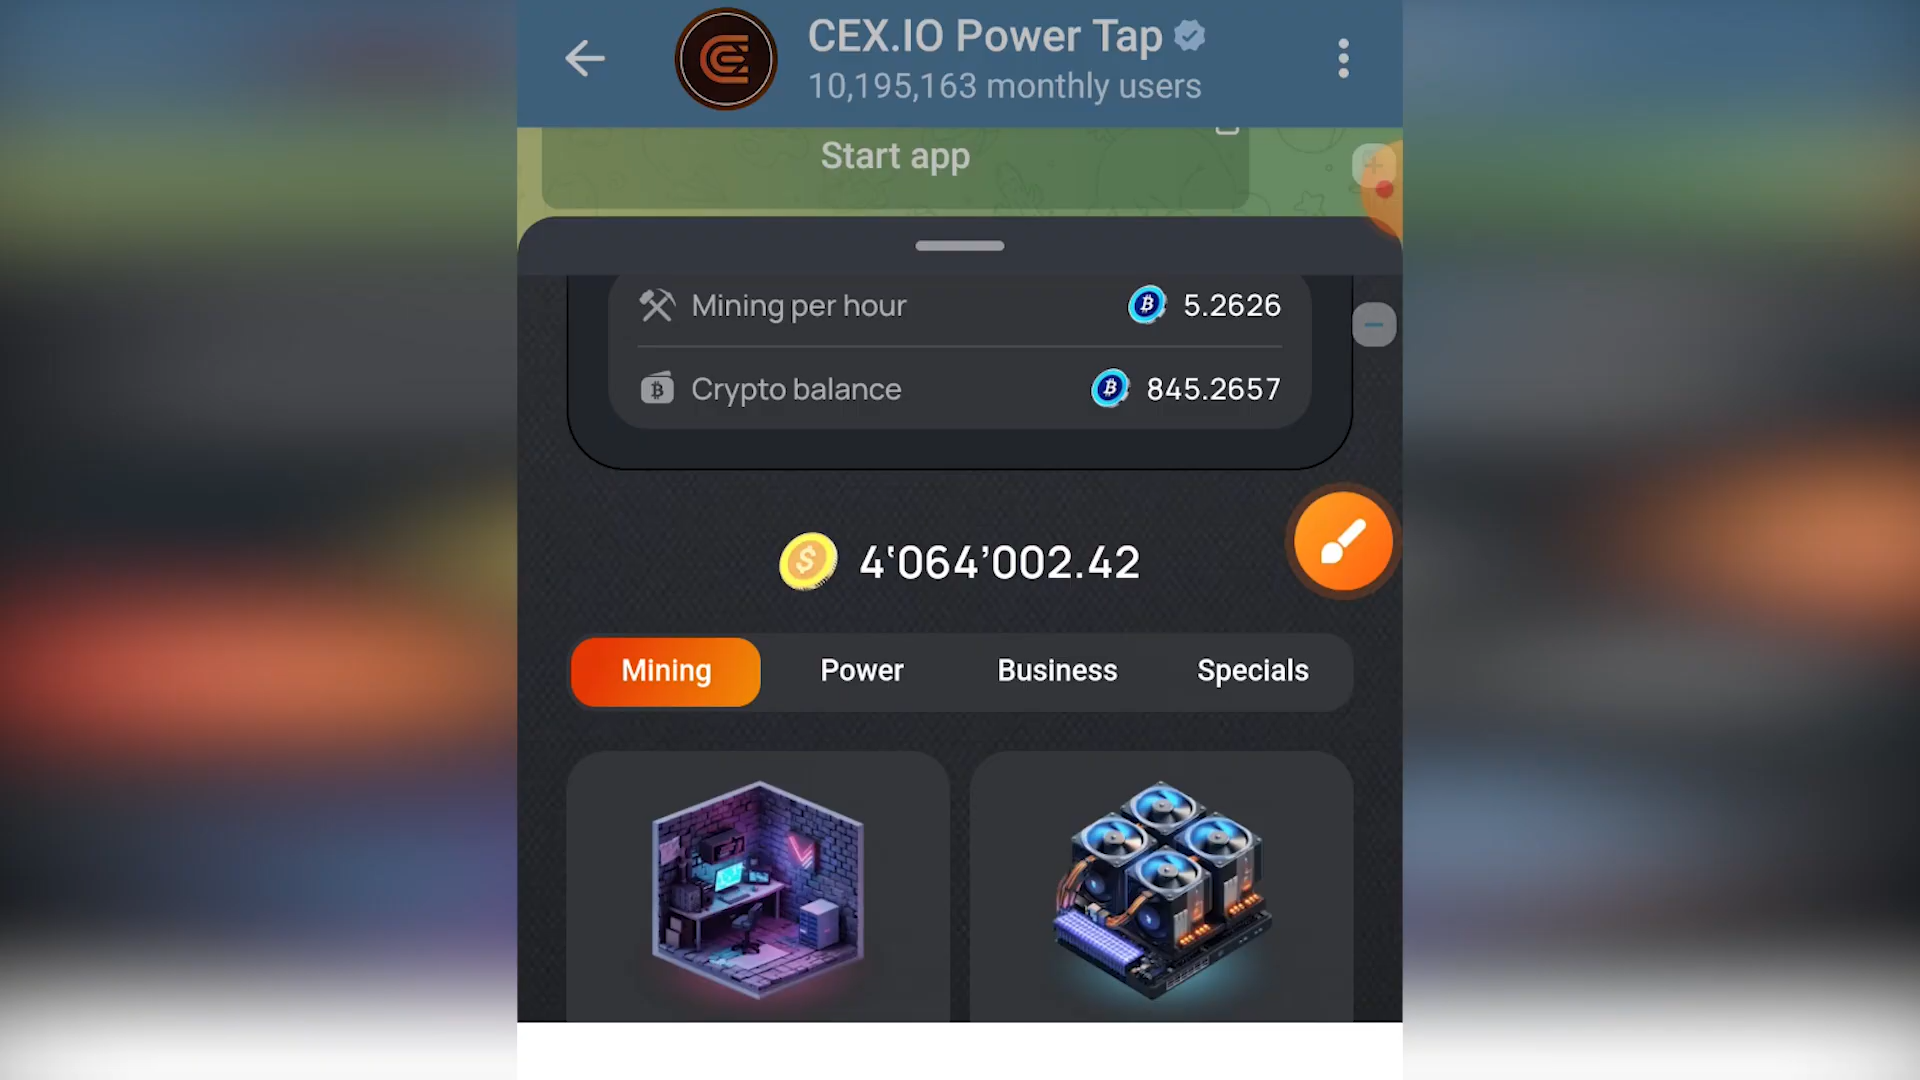 CEX.IO Power Tap
10,195,163 monthly users
Start app
Mining per hour 5.2626
Crypto balance 845.2657
4‘064’002.42
Mining Power Business Specials